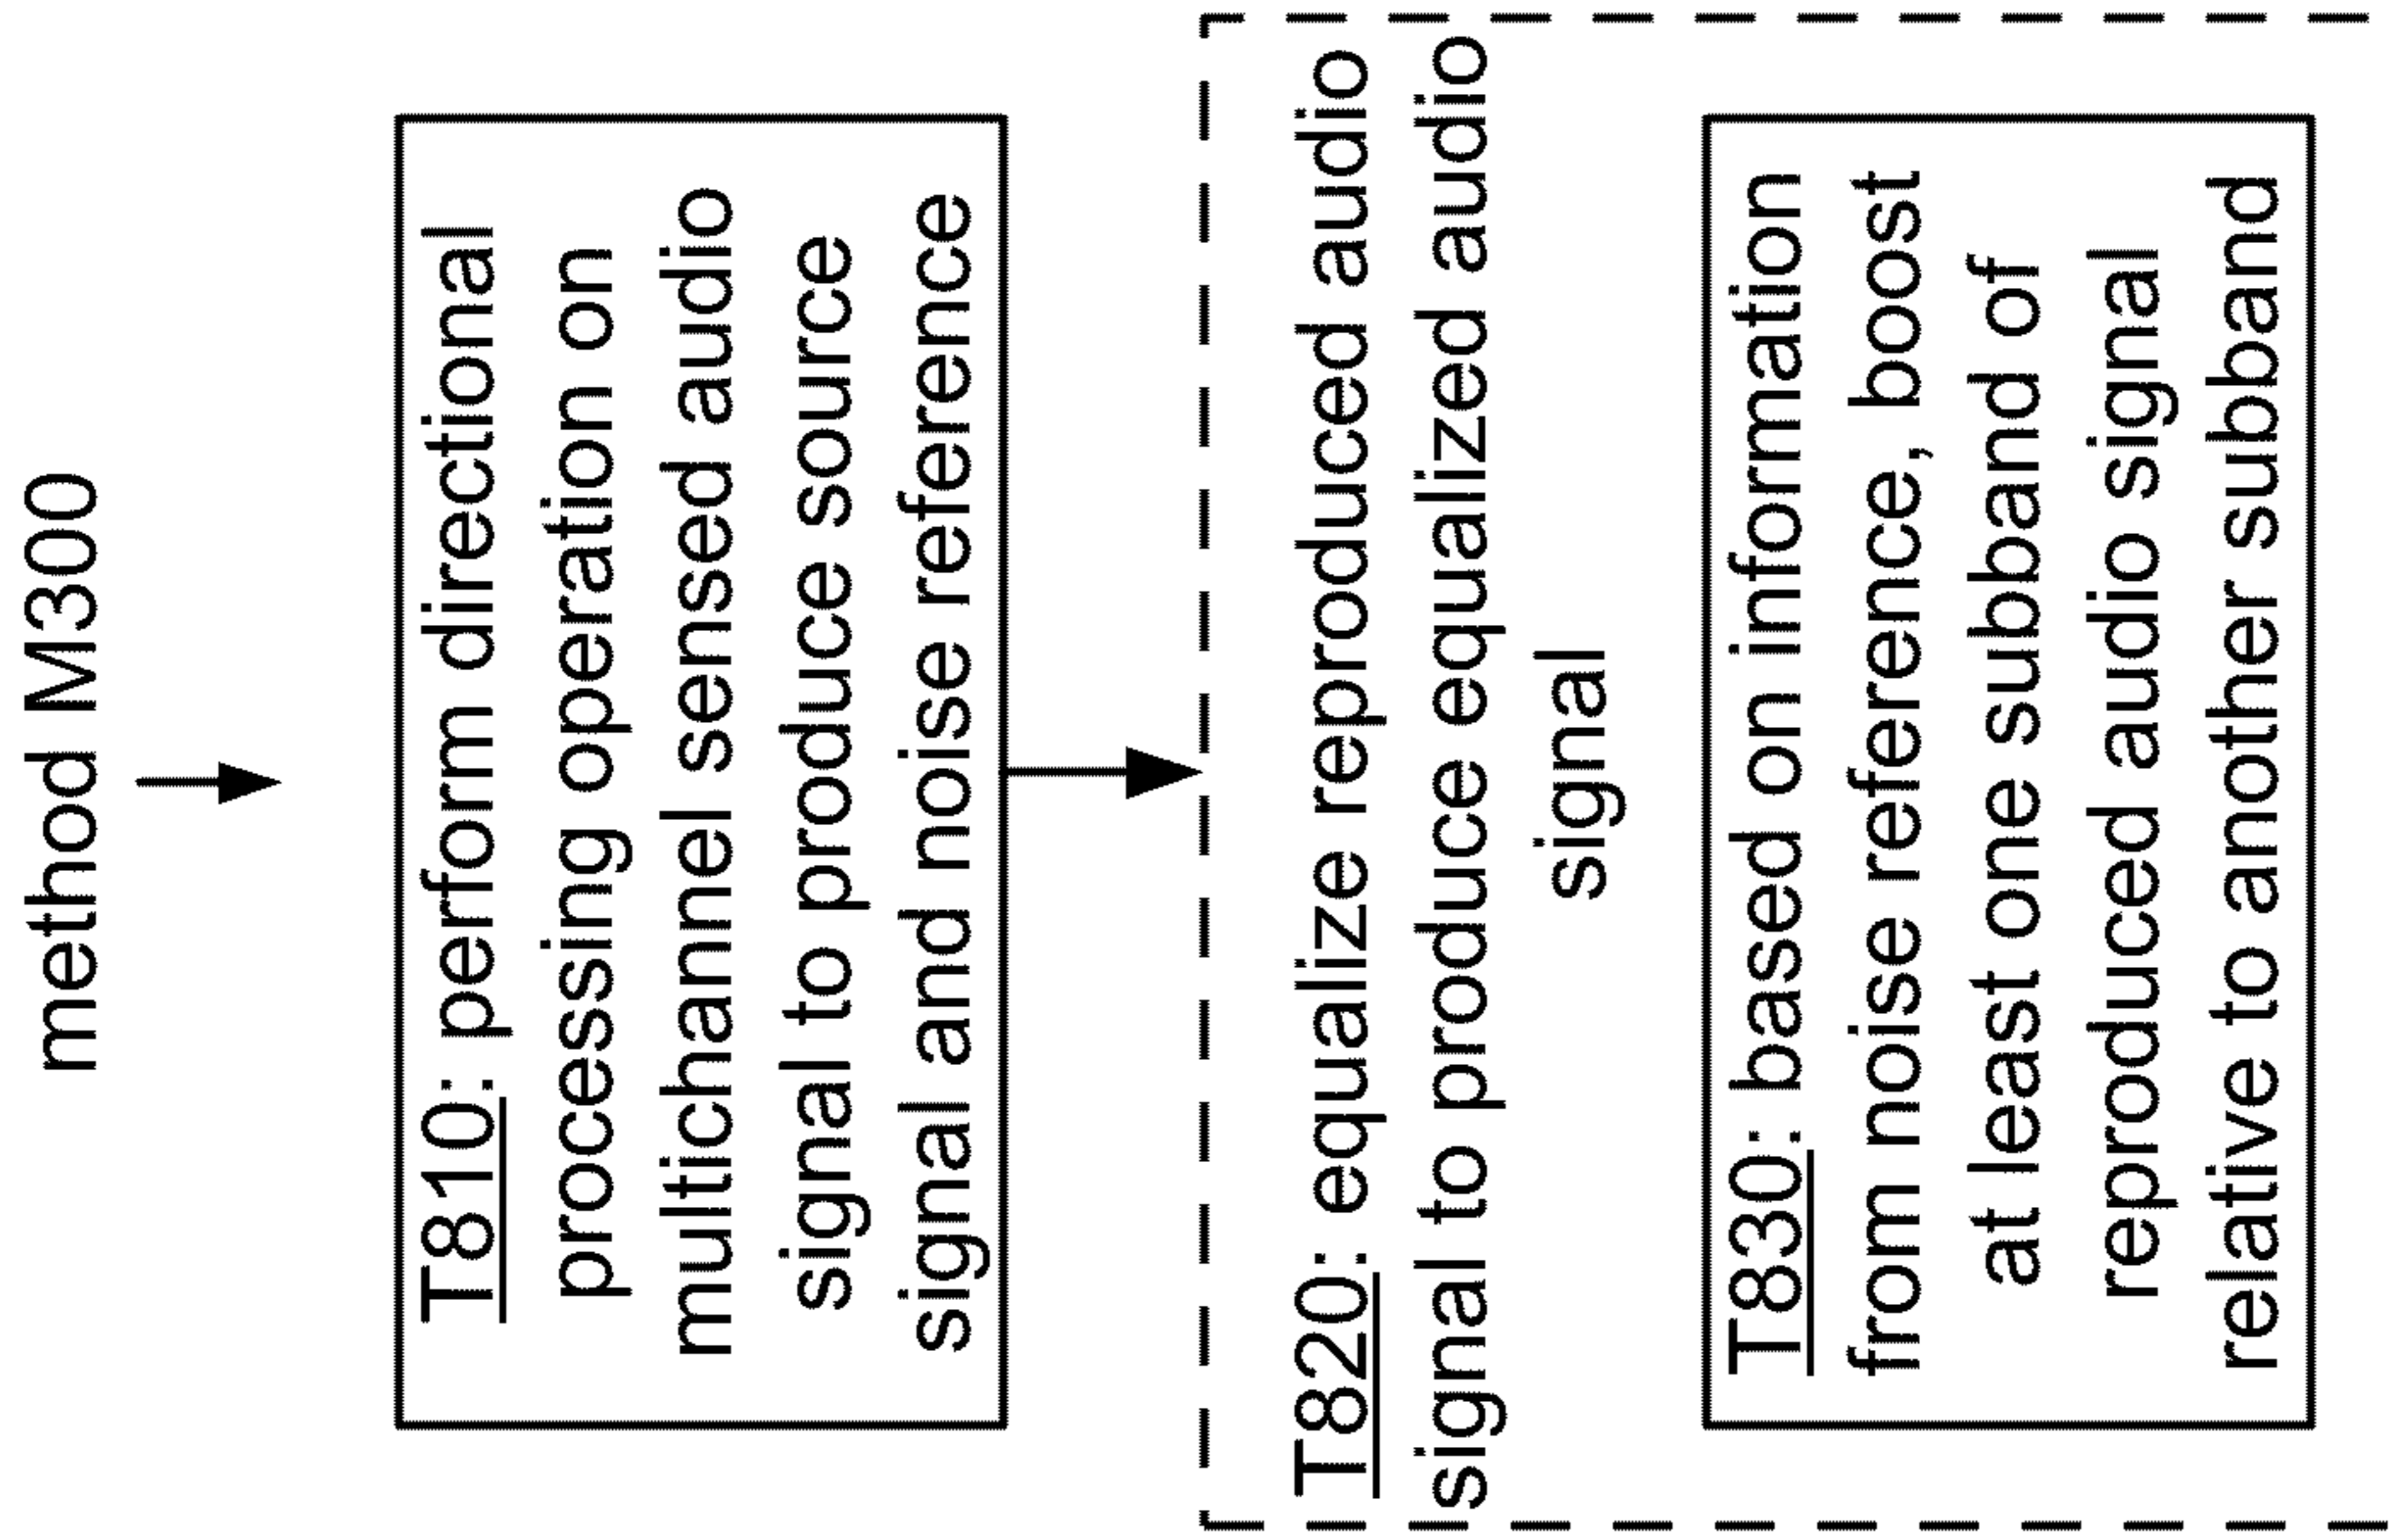 method M300
T810: perform directional
processing operation on
multichannel sensed audio
signal to produce source
signal and noise reference
T820: equalize reproduced audio
signal to produce equalized audio
signal
T830: based on information
from noise reference, boost
at least one subband of
reproduced audio signal
relative to another subband